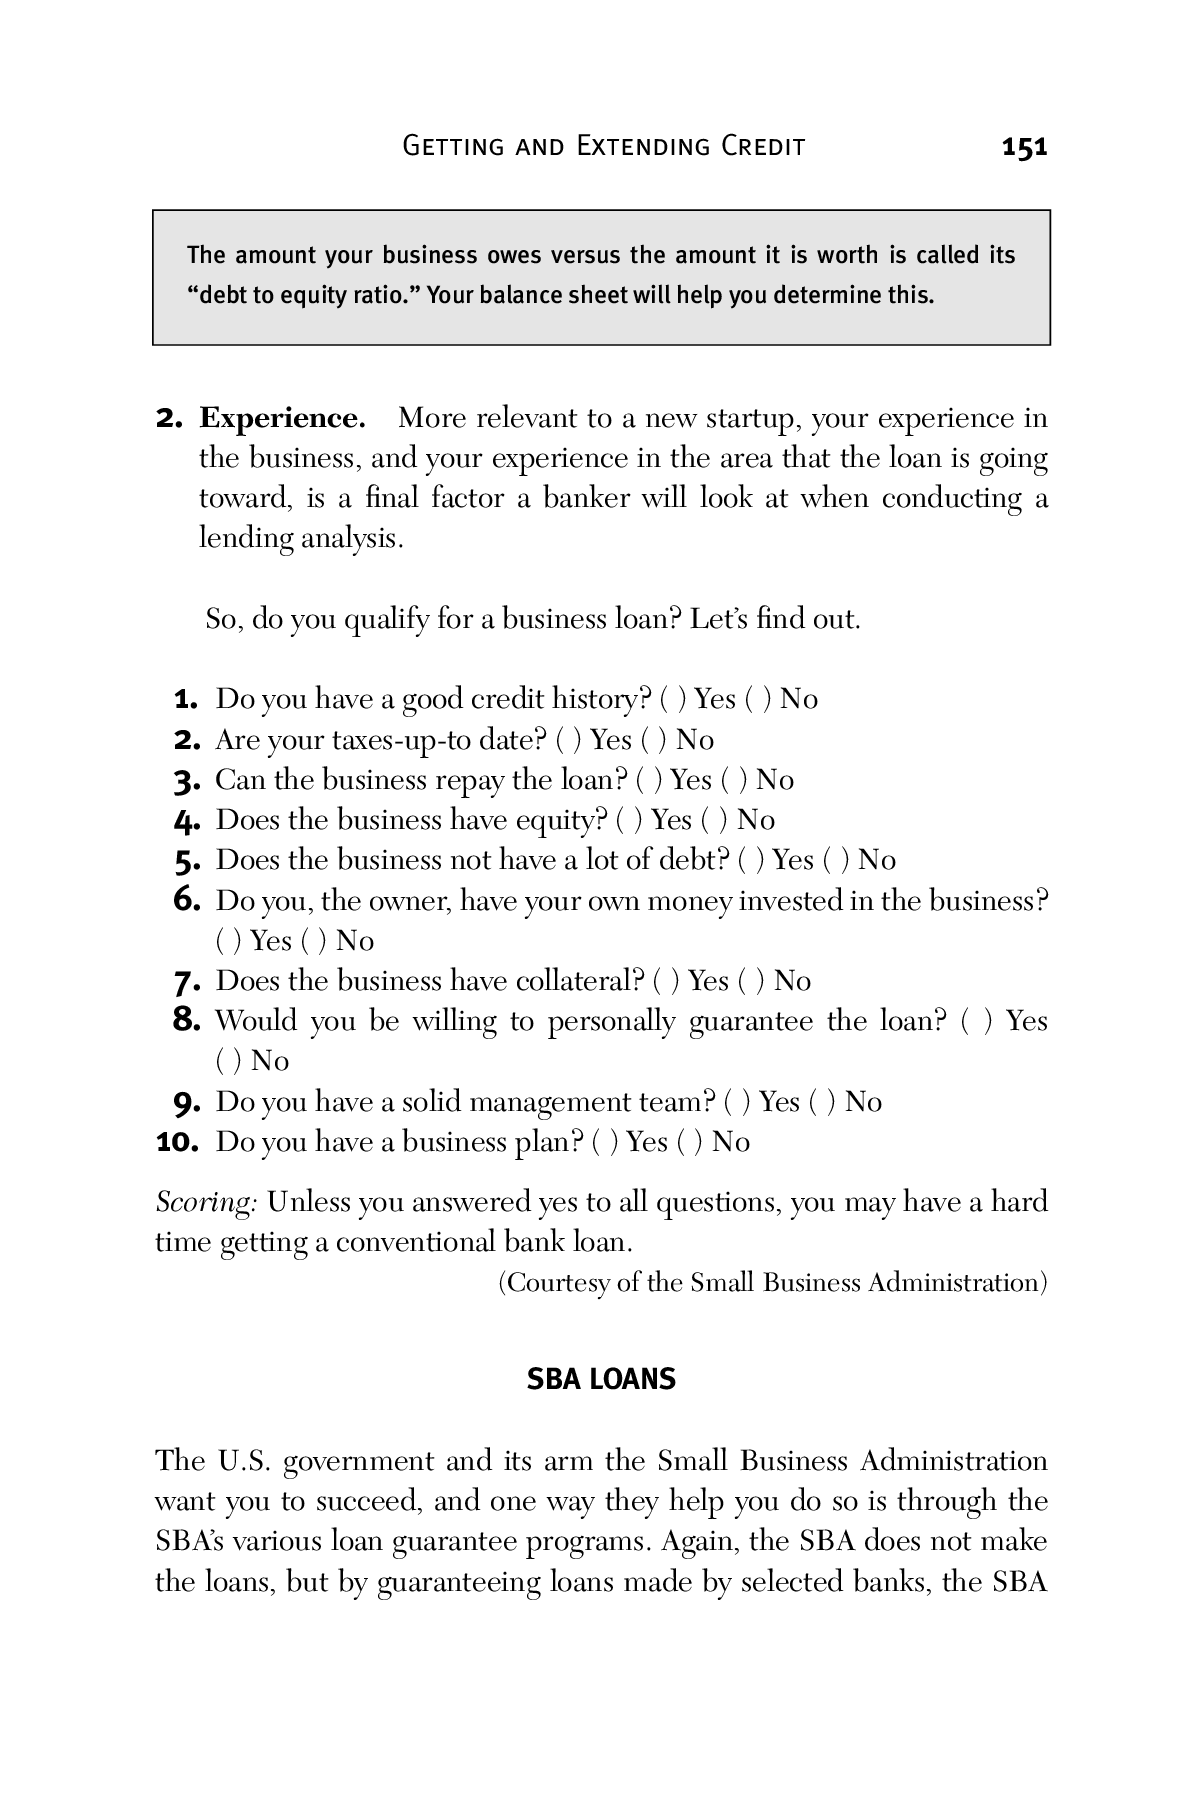 GETTING AND EXTENDING CREDIT 151
The amount your business owes versus the amount it is worth is called its
“debt to equity ratio.” Your balance sheet will help you determine this.
2. Experience. More relevant to a new startup, your experience in
the business, and your experience in the area that the loan is going
toward, is a final factor a banker will look at when conducting a
lending analysis.
So, do you qualify for a business loan? Let’s find out.
1. Do you have a good credit history? ( ) Yes ( ) No
2. Are your taxes-up-to date? ( ) Yes ( ) No
3. Can the business repay the loan? ( ) Yes ( ) No
4. Does the business have equity? ( ) Yes ( ) No
5. Does the business not have a lot of debt? ( ) Yes ( ) No
6. Do you, the owner, have your own money invested in the business?
( ) Yes ( ) No
7. Does the business have collateral? ( ) Yes ( ) No
8. Would you be willing to personally guarantee the loan? ( ) Yes
( ) No
9. Do you have a solid management team? ( ) Yes ( ) No
10. Do you have a business plan? ( ) Yes ( ) No
Scoring: Unless you answered yes to all questions, you may have a hard
time getting a conventional bank loan.
(Courtesy of the Small Business Administration)
SBA LOANS
The U.S. government and its arm the Small Business Administration
want you to succeed, and one way they help you do so is through the
SBA’s various loan guarantee programs. Again, the SBA does not make
the loans, but by guaranteeing loans made by selected banks, the SBA